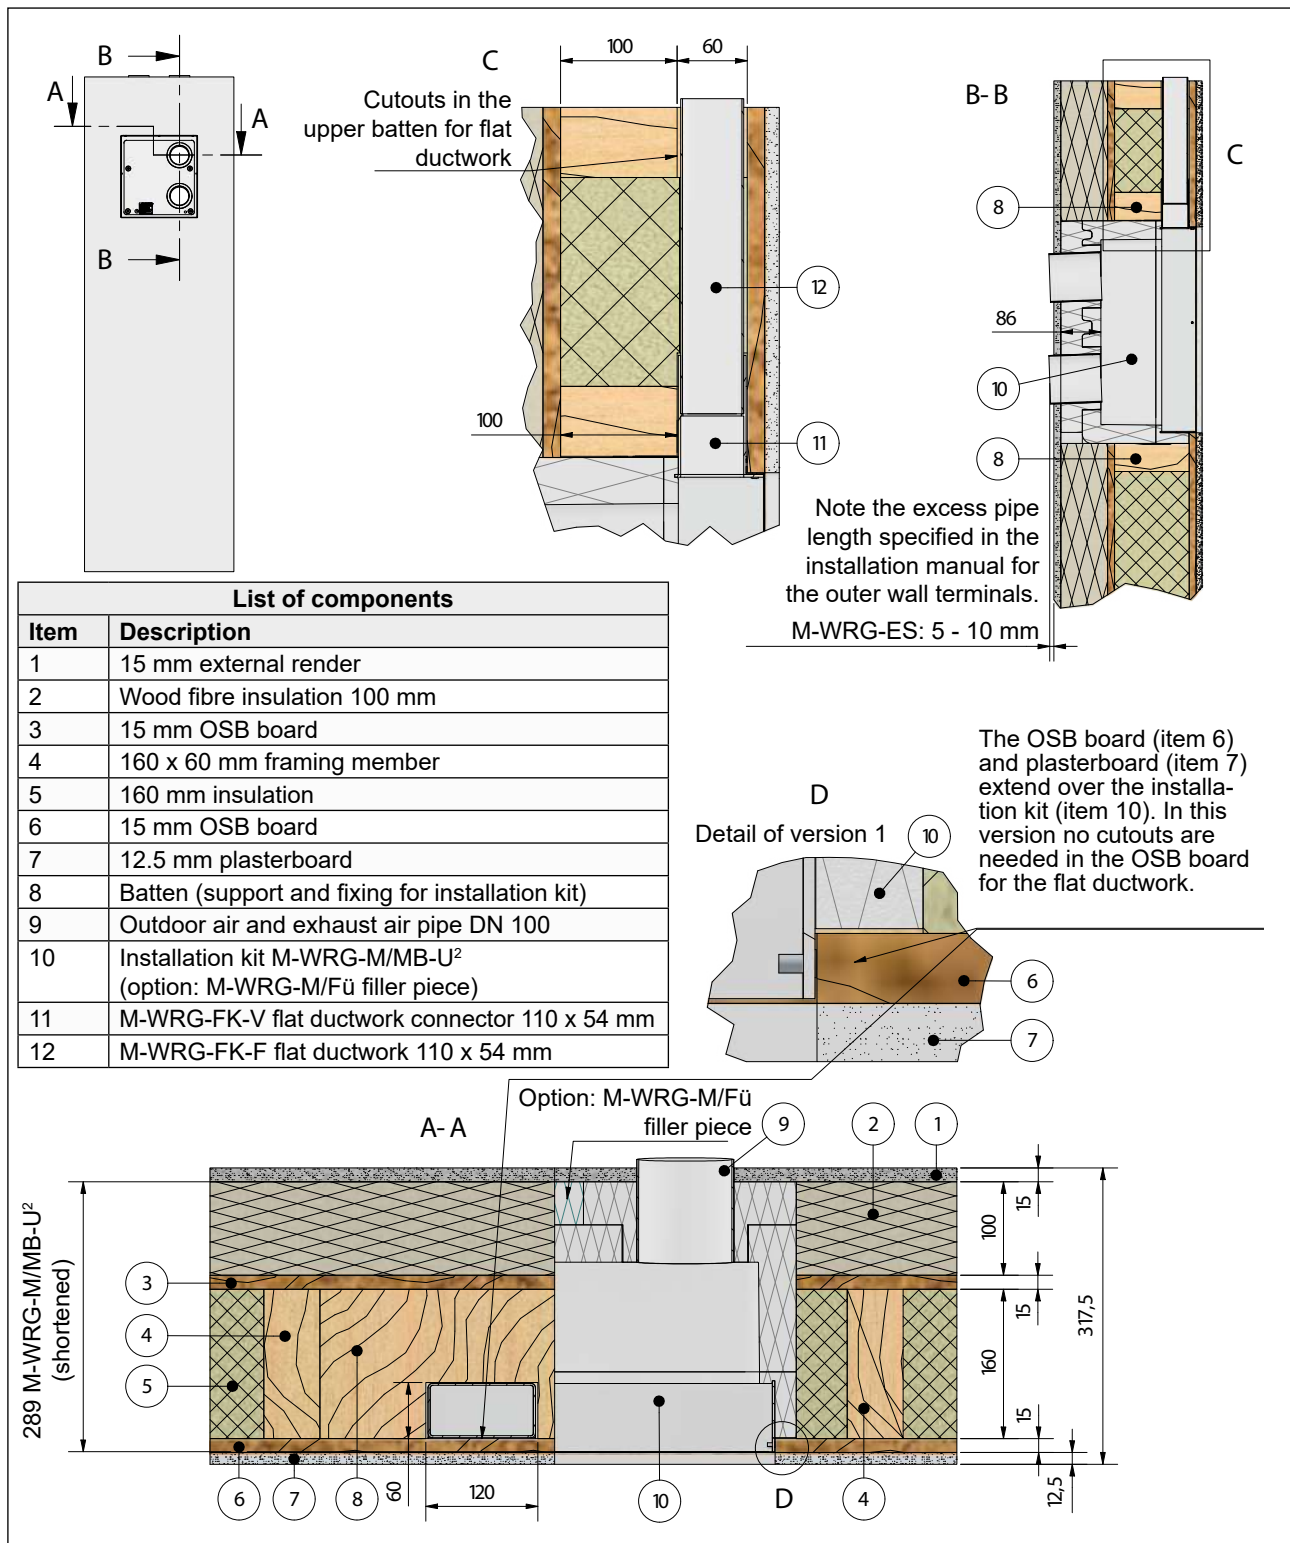 B
A
A
B
C
100
60
Cutouts in the
upper batten for flat
ductwork
12
100
11
B- B
C
8
86
10
8
Note the excess pipe
length specified in the
installation manual for
the outer wall terminals.
M-WRG-ES: 5 - 10 mm
List of components
Item Description
1 15 mm external render
2 Wood fibre insulation 100 mm
3 15 mm OSB board
4 160 x 60 mm framing member
5 160 mm insulation
6 15 mm OSB board
7 12.5 mm plasterboard
8 Batten (support and fixing for installation kit)
9 Outdoor air and exhaust air pipe DN 100
10 Installation kit M-WRG-M/MB-U²
(option: M-WRG-M/Fü filler piece)
11 M-WRG-FK-V flat ductwork connector 110 x 54 mm
12 M-WRG-FK-F flat ductwork 110 x 54 mm
The OSB board (item 6)
and plasterboard (item 7)
extend over the installa-
tion kit (item 10). In this
version no cutouts are
needed in the OSB board
for the flat ductwork.
D
Detail of version 1
10
6
7
A- A
Option: M-WRG-M/Fü
filler piece
9
2
1
289 M-WRG-M/MB-U²
(shortened)
3
4
5
15
100
15
160
15
317,5
12,5
6
7
8
60
120
10
D
4